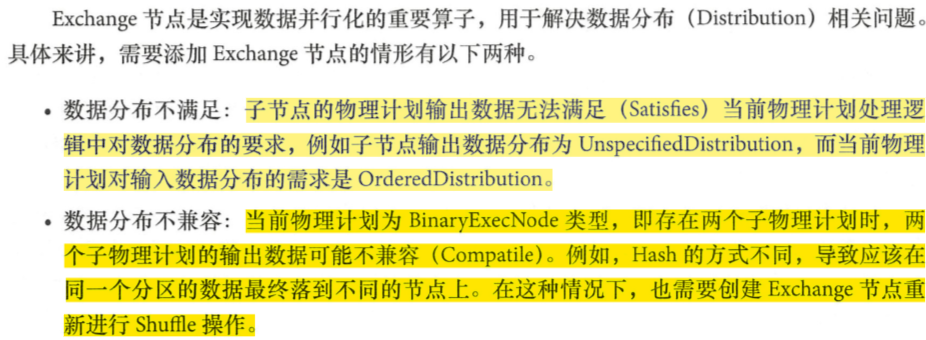 Exchange 节点是实现数据并行化的重要算子，用于解决数据分布（Distribution）相关问题。
具体来讲，需要添加 Exchange 节点的情形有以下两种。
• 数据分布不满足：子节点的物理计划输出数据无法满足（Satisfies）当前物理计划处理逻
辑中对数据分布的要求，例如子节点输出数据分布为 UnspecifiedDistribution，而当前物理
计划对输入数据分布的需求是 OrderedDistribution。
• 数据分布不兼容：当前物理计划为 BinaryExecNode 类型，即存在两个子物理计划时，两
个子物理计划的输出数据可能不兼容（Compatile）。例如，Hash 的方式不同，导致应该在
同一个分区的数据最终落到不同的节点上。在这种情况下，也需要创建 Exchange 节点重
新进行 Shuffle 操作。